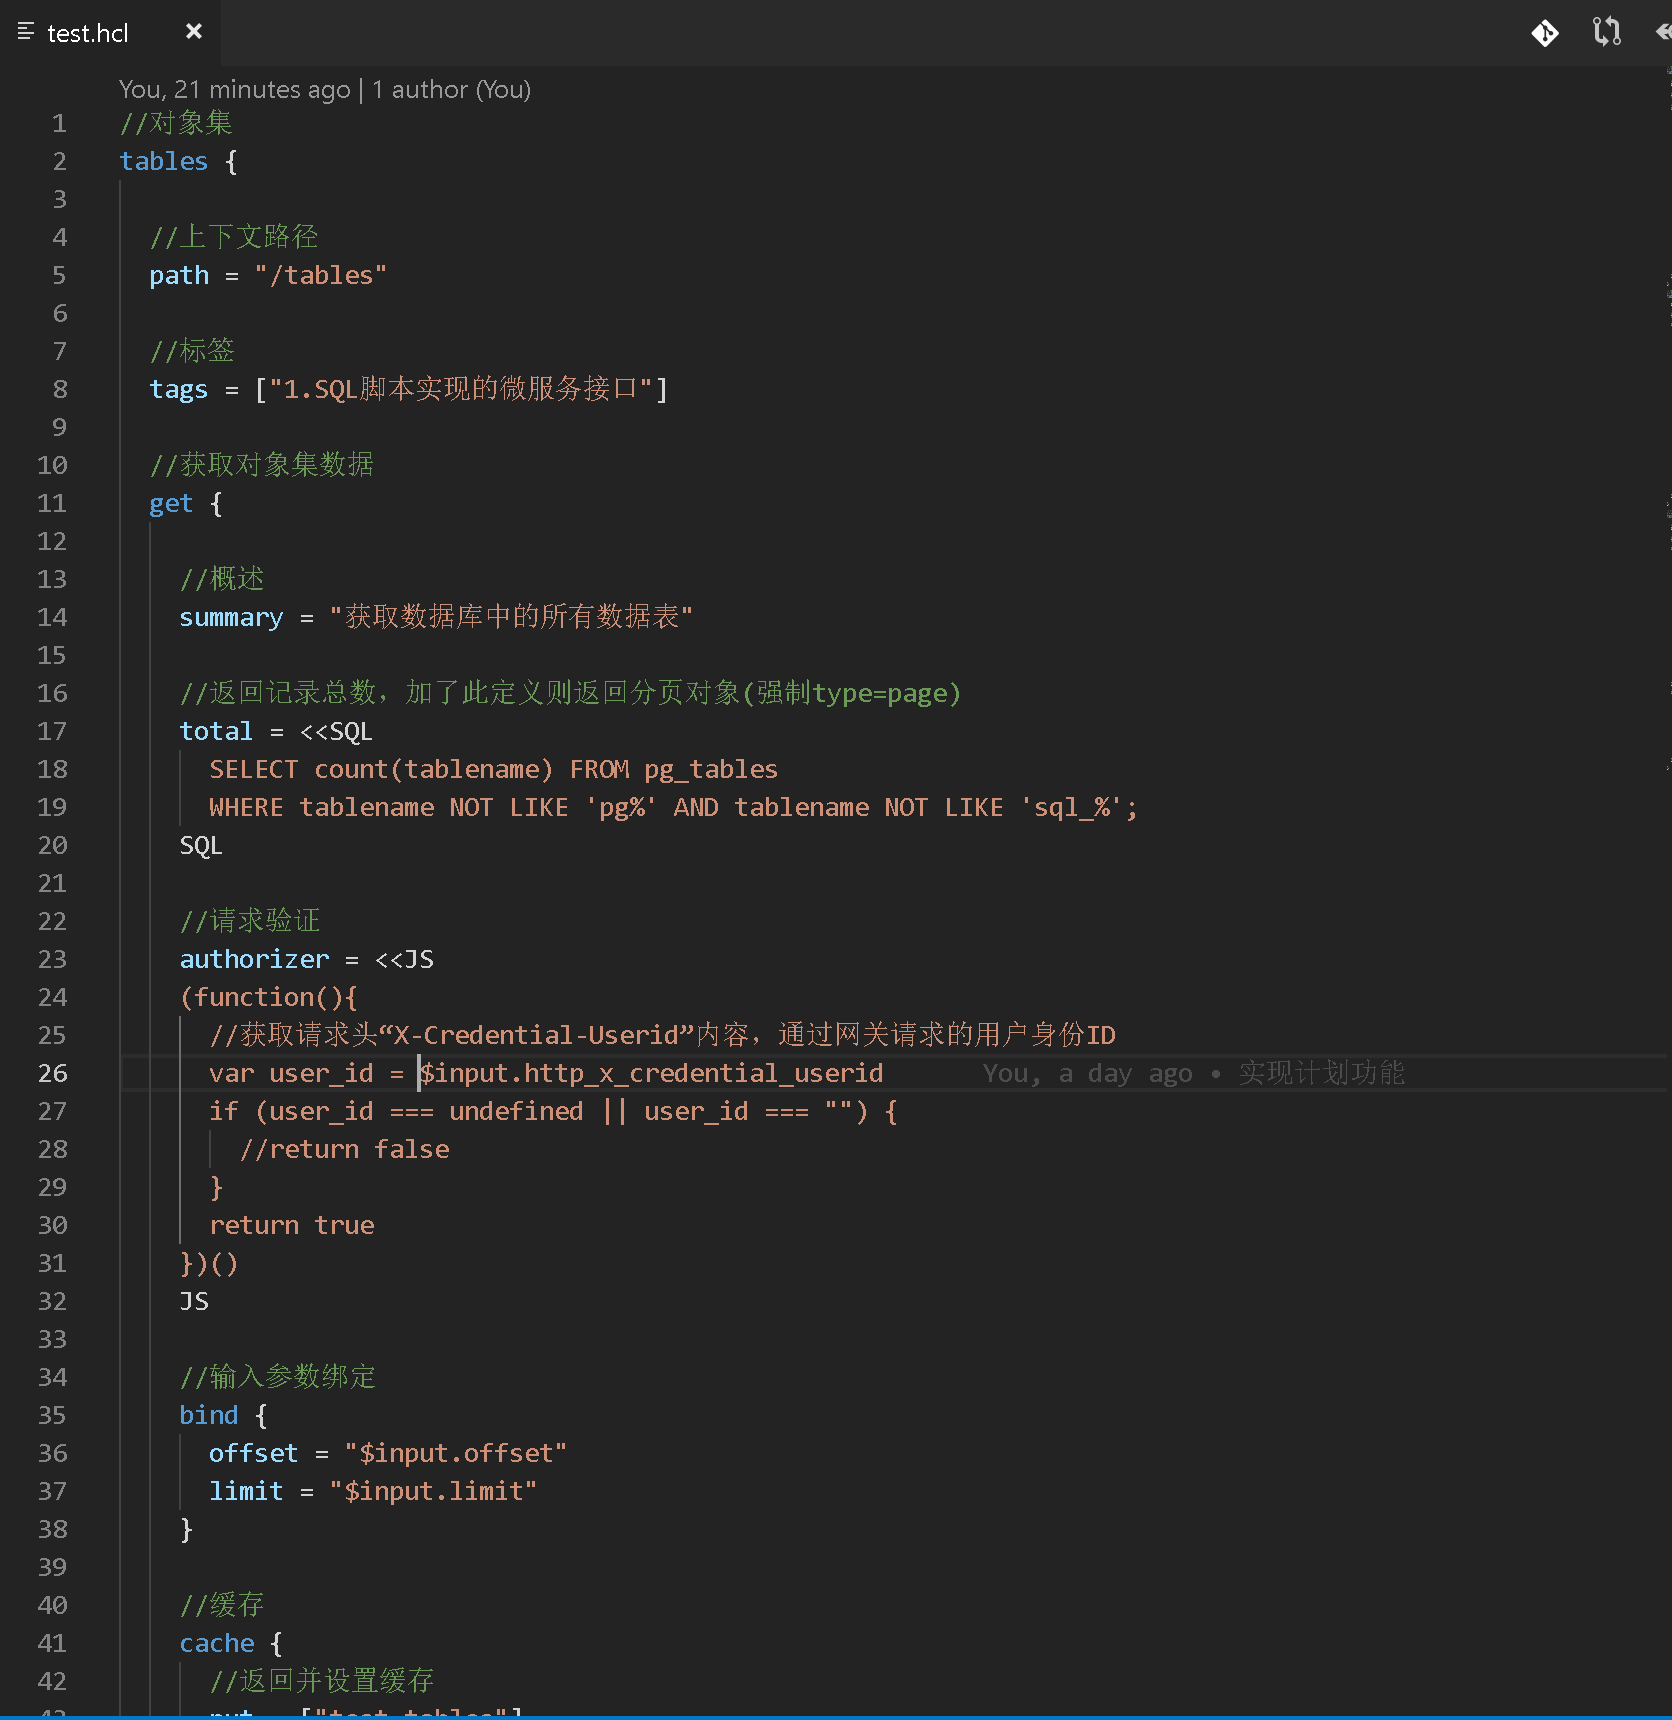 test.hcl
You, 21 minutes ago | 1 author (You)
1 //对象集
2 tables {
3
4 //上下文路径
5 path = "/tables"
6
7 //标签
8 tags = ["1.SQL脚本实现的微服务接口"]
9
10 //获取对象集数据
11 get {
12
13 //概述
14 summary = "获取数据库中的所有数据表"
15
16 //返回记录总数，加了此定义则返回分页对象(强制type=page)
17 total = <<SQL
18 SELECT count(tablename) FROM pg_tables
19 WHERE tablename NOT LIKE 'pg%' AND tablename NOT LIKE 'sql_%';
20 SQL
21
22 //请求验证
23 authorizer = <<JS
24 (function(){
25 //获取请求头“X-Credential-Userid”内容，通过网关请求的用户身份ID
26 var user_id = $input.http_x_credential_userid You, a day ago • 实现计划功能
27 if (user_id === undefined || user_id === "") {
28 //return false
29 }
30 return true
31 })()
32 JS
33
34 //输入参数绑定
35 bind {
36 offset = "$input.offset"
37 limit = "$input.limit"
38 }
39
40 //缓存
41 cache {
42 //返回并设置缓存